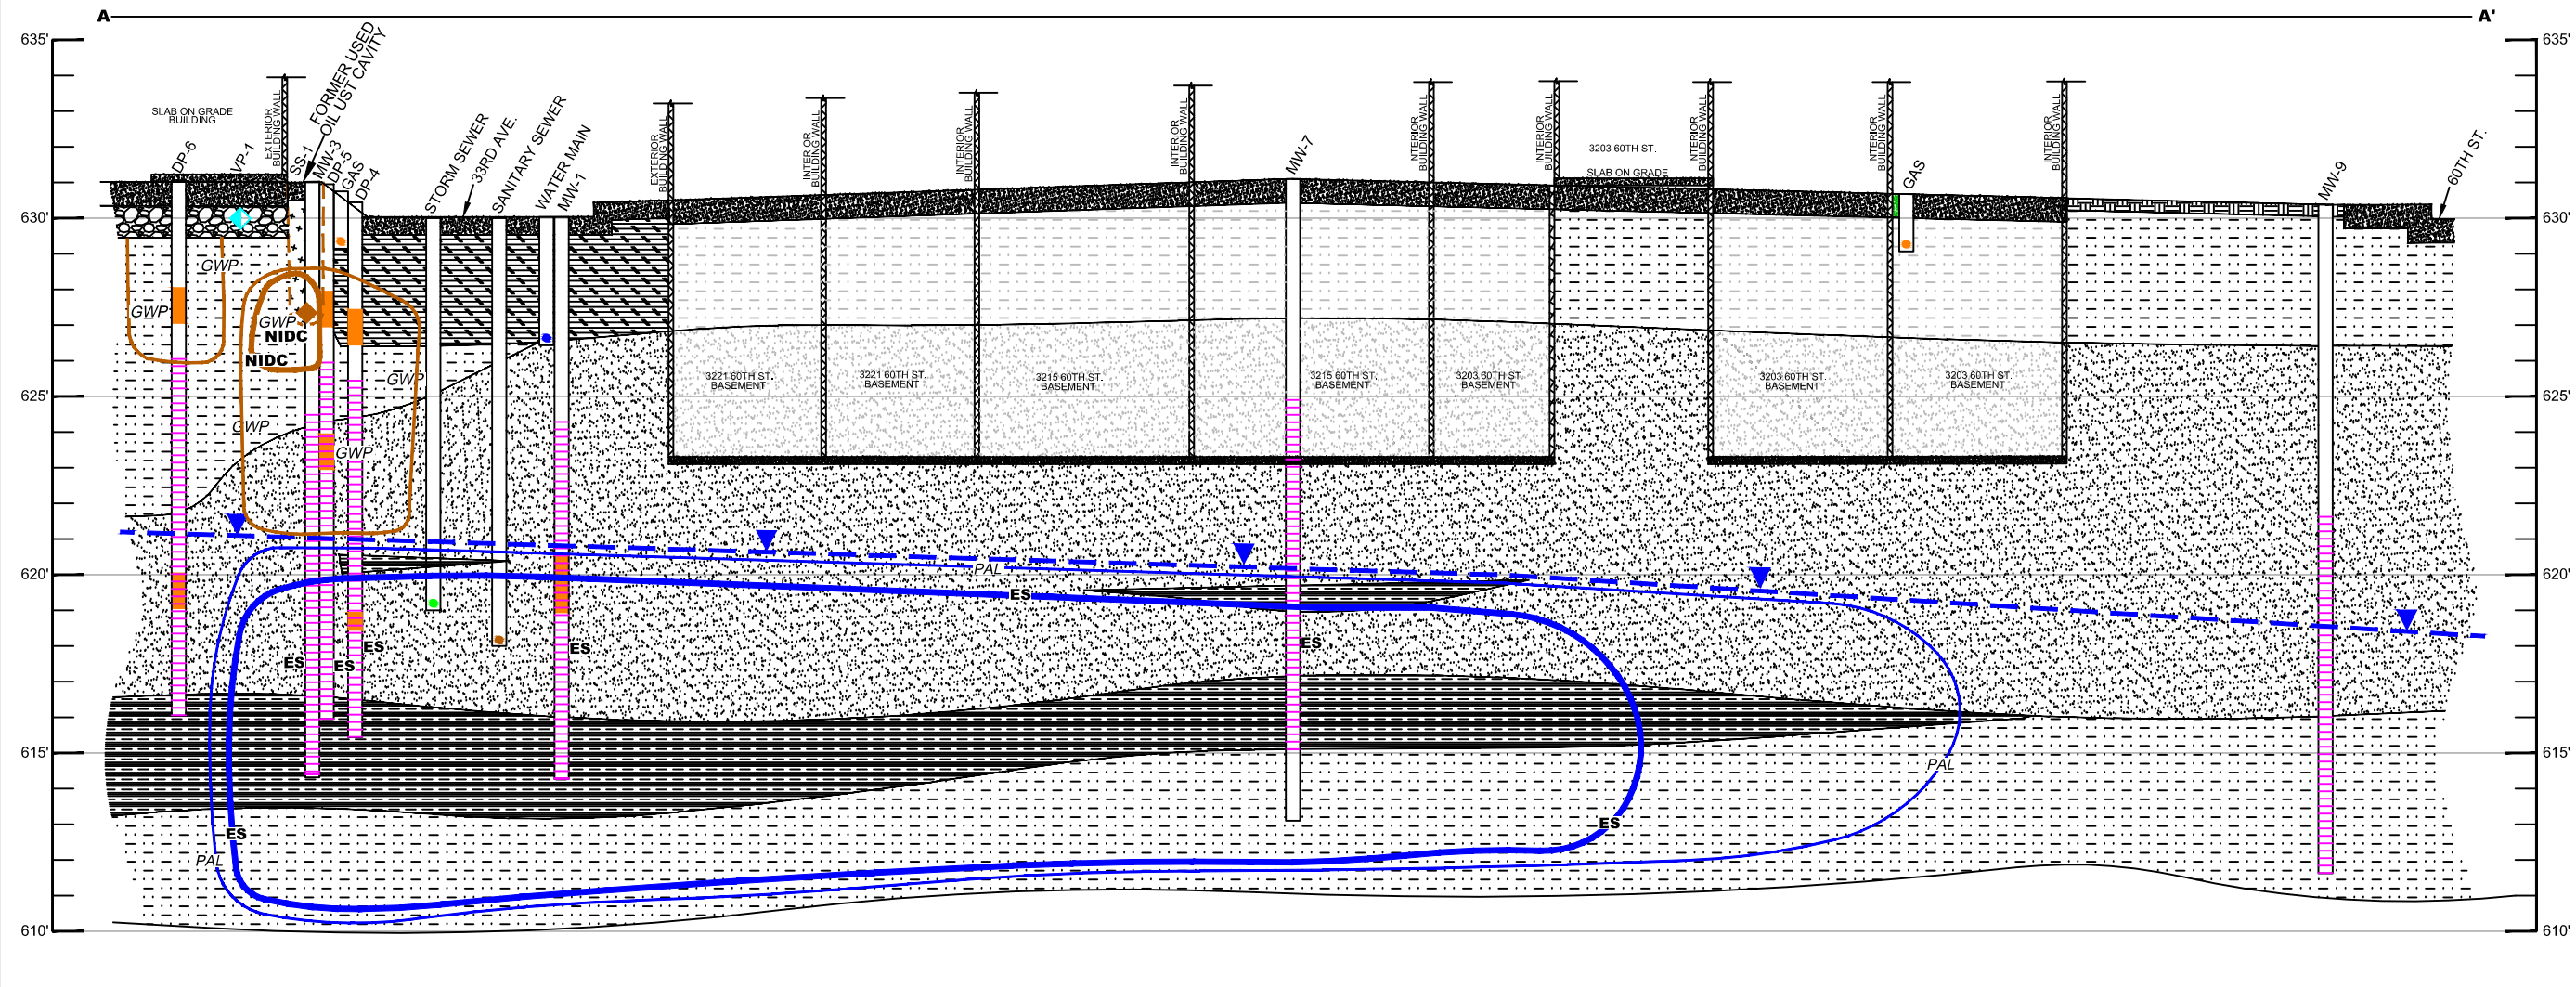 A
A'
635'
635'
FORMER USED
OIL UST CAVITY
SLAB ON GRADE
BUILDING
EXTERIOR
BUILDING WALL
DP-6
VP-1
SS-1
MW-3
DP-5
GAS
DP-4
STORM SEWER
33RD AVE.
SANITARY SEWER
WATER MAIN
MW-1
EXTERIOR
BUILDING WALL
INTERIOR
BUILDING WALL
INTERIOR
BUILDING WALL
INTERIOR
BUILDING WALL
MW-7
INTERIOR
BUILDING WALL
INTERIOR
BUILDING WALL
3203 60TH ST.
SLAB ON GRADE
INTERIOR
BUILDING WALL
INTERIOR
BUILDING WALL
GAS
INTERIOR
BUILDING WALL
MW-9
60TH ST.
630'
630'
GWP
GWP
GWP
NIDC
NIDC
GWP
GWP
GWP
3221 60TH ST.
BASEMENT
3221 60TH ST.
BASEMENT
3215 60TH ST.
BASEMENT
3215 60TH ST.
BASEMENT
3203 60TH ST.
BASEMENT
3203 60TH ST.
BASEMENT
3203 60TH ST.
BASEMENT
625'
625'
620'
620'
PAL
ES
ES
ES
ES
ES
ES
615'
615'
PAL
ES
ES
PAL
610'
610'